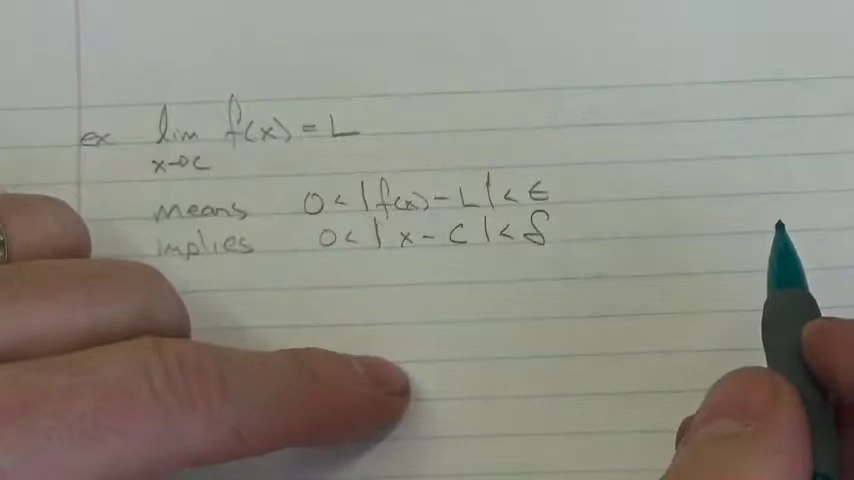 ex lim f(x) = L
x→c
means 0 < |f(x) - L| < ε
implies 0 < | x - c | < δ